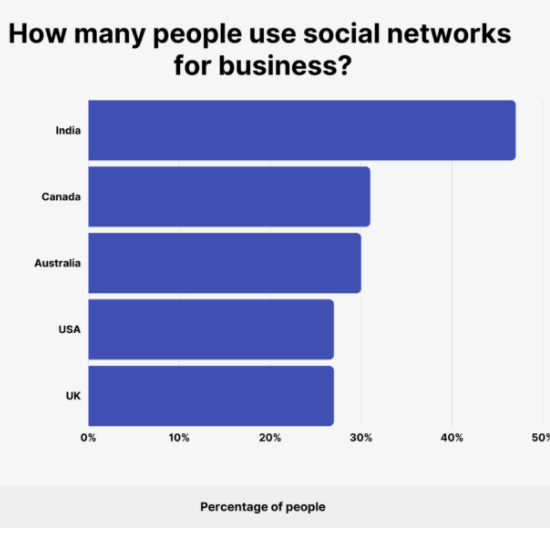 How many people use social networks
for business?
India
Canada
Australia
USA
UK
0% 10% 20% 30% 40% 50%
Percentage of people